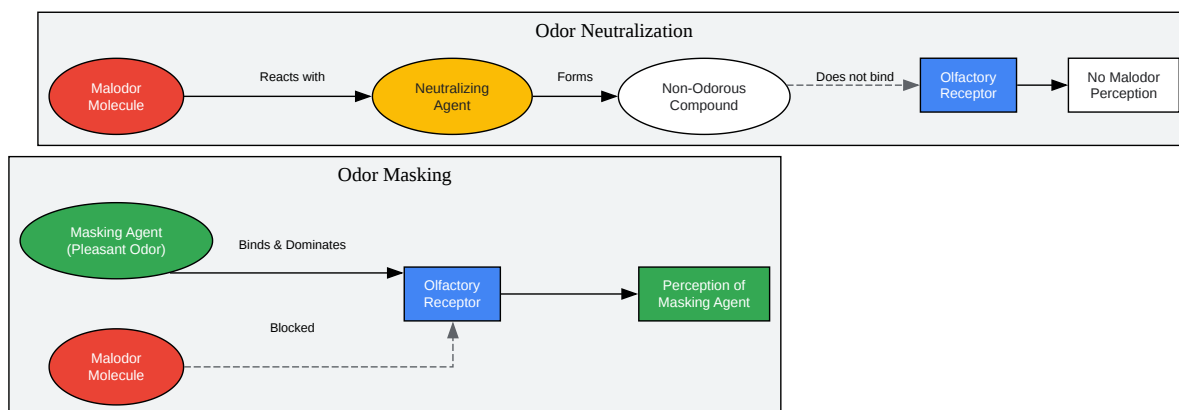 Odor Neutralization
Malodor
Molecule
Reacts with
Neutralizing
Agent
Forms
Non-Odorous
Compound
Does not bind
Olfactory
Receptor
No Malodor
Perception
Odor Masking
Masking Agent
(Pleasant Odor)
Binds & Dominates
Olfactory
Receptor
Perception of
Masking Agent
Blocked
Malodor
Molecule